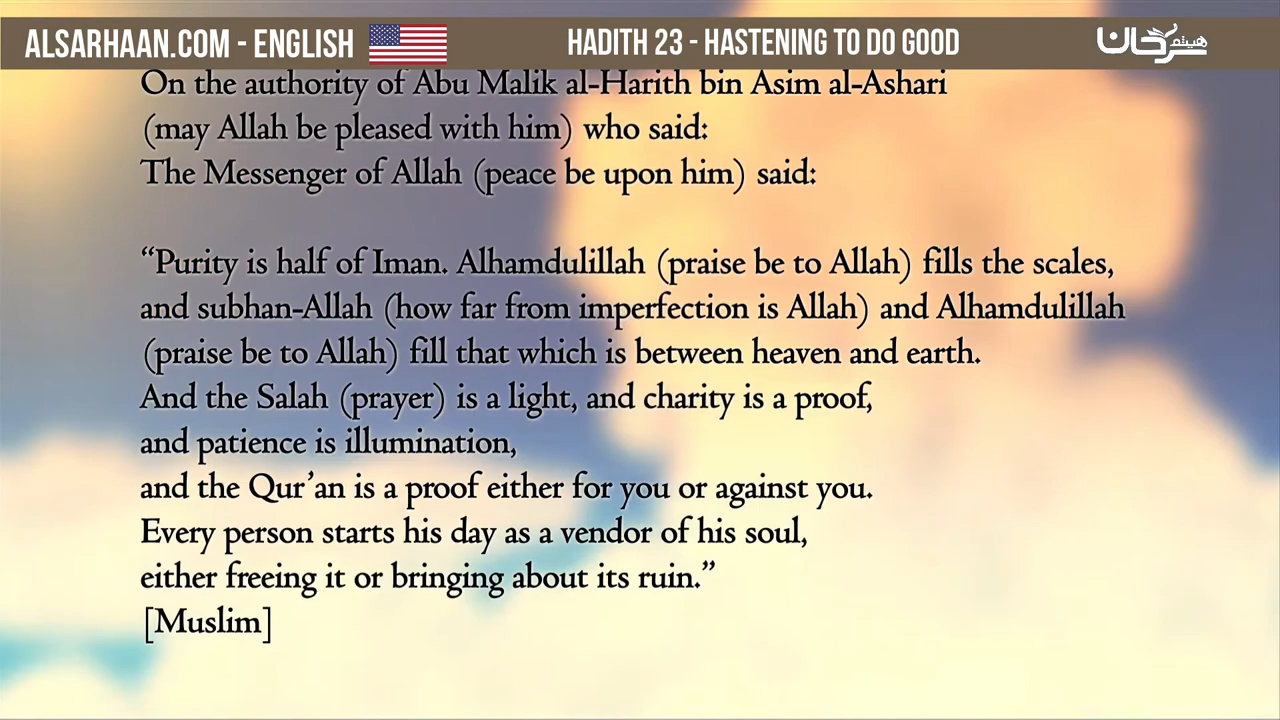 ALSARHAAN.COM - ENGLISH
HADITH 23 - HASTENING TO DO GOOD
هيثم سرحان
On the authority of Abu Malik al-Harith bin Asim al-Ashari
(may Allah be pleased with him) who said:
The Messenger of Allah (peace be upon him) said:
“Purity is half of Iman. Alhamdulillah (praise be to Allah) fills the scales,
and subhan-Allah (how far from imperfection is Allah) and Alhamdulillah
(praise be to Allah) fill that which is between heaven and earth.
And the Salah (prayer) is a light, and charity is a proof,
and patience is illumination,
and the Qur’an is a proof either for you or against you.
Every person starts his day as a vendor of his soul,
either freeing it or bringing about its ruin.”
[Muslim]